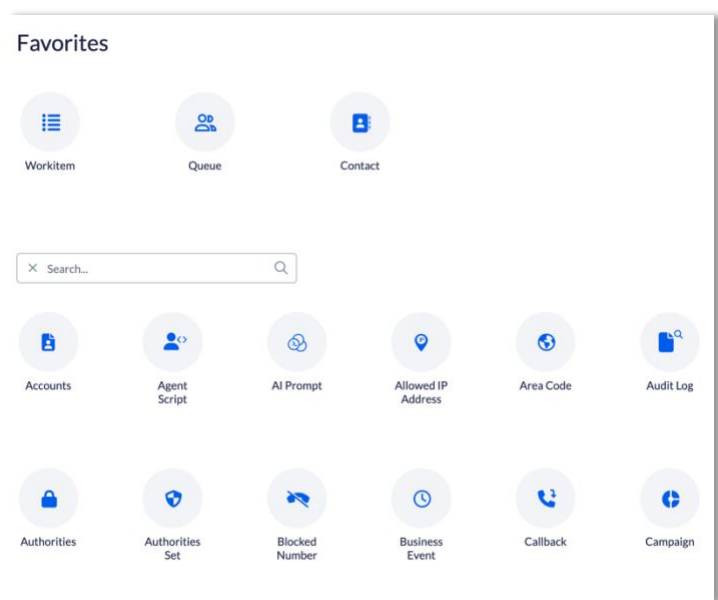 Favorites
Workitem
Queue
Contact
Search...
Accounts
Agent
Script
AI Prompt
Allowed IP
Address
Area Code
Audit Log
Authorities
Authorities
Set
Blocked
Number
Business
Event
Callback
Campaign